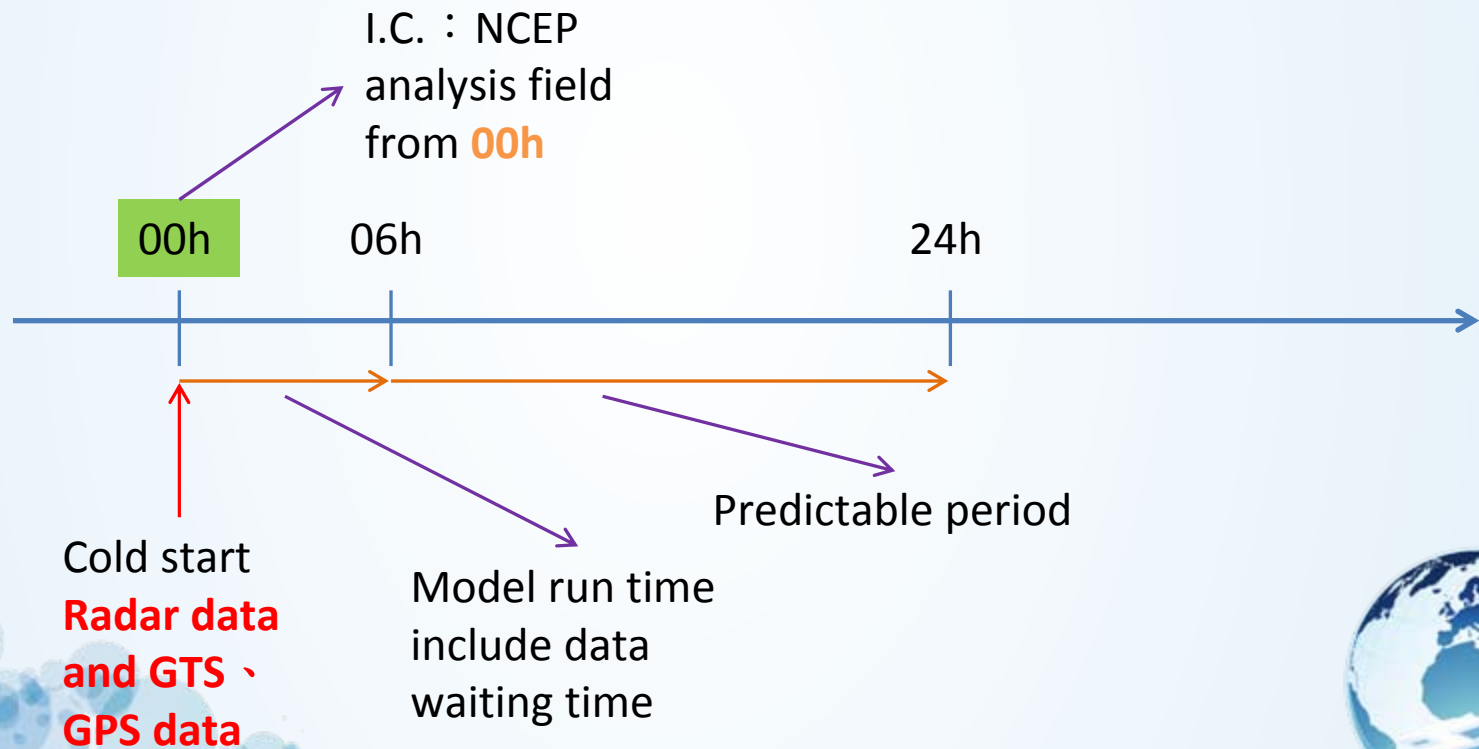 I.C.：NCEP
analysis field
from 00h
00h
06h
24h
Predictable period
Cold start
Radar data
and GTS、
GPS data
Model run time
include data
waiting time